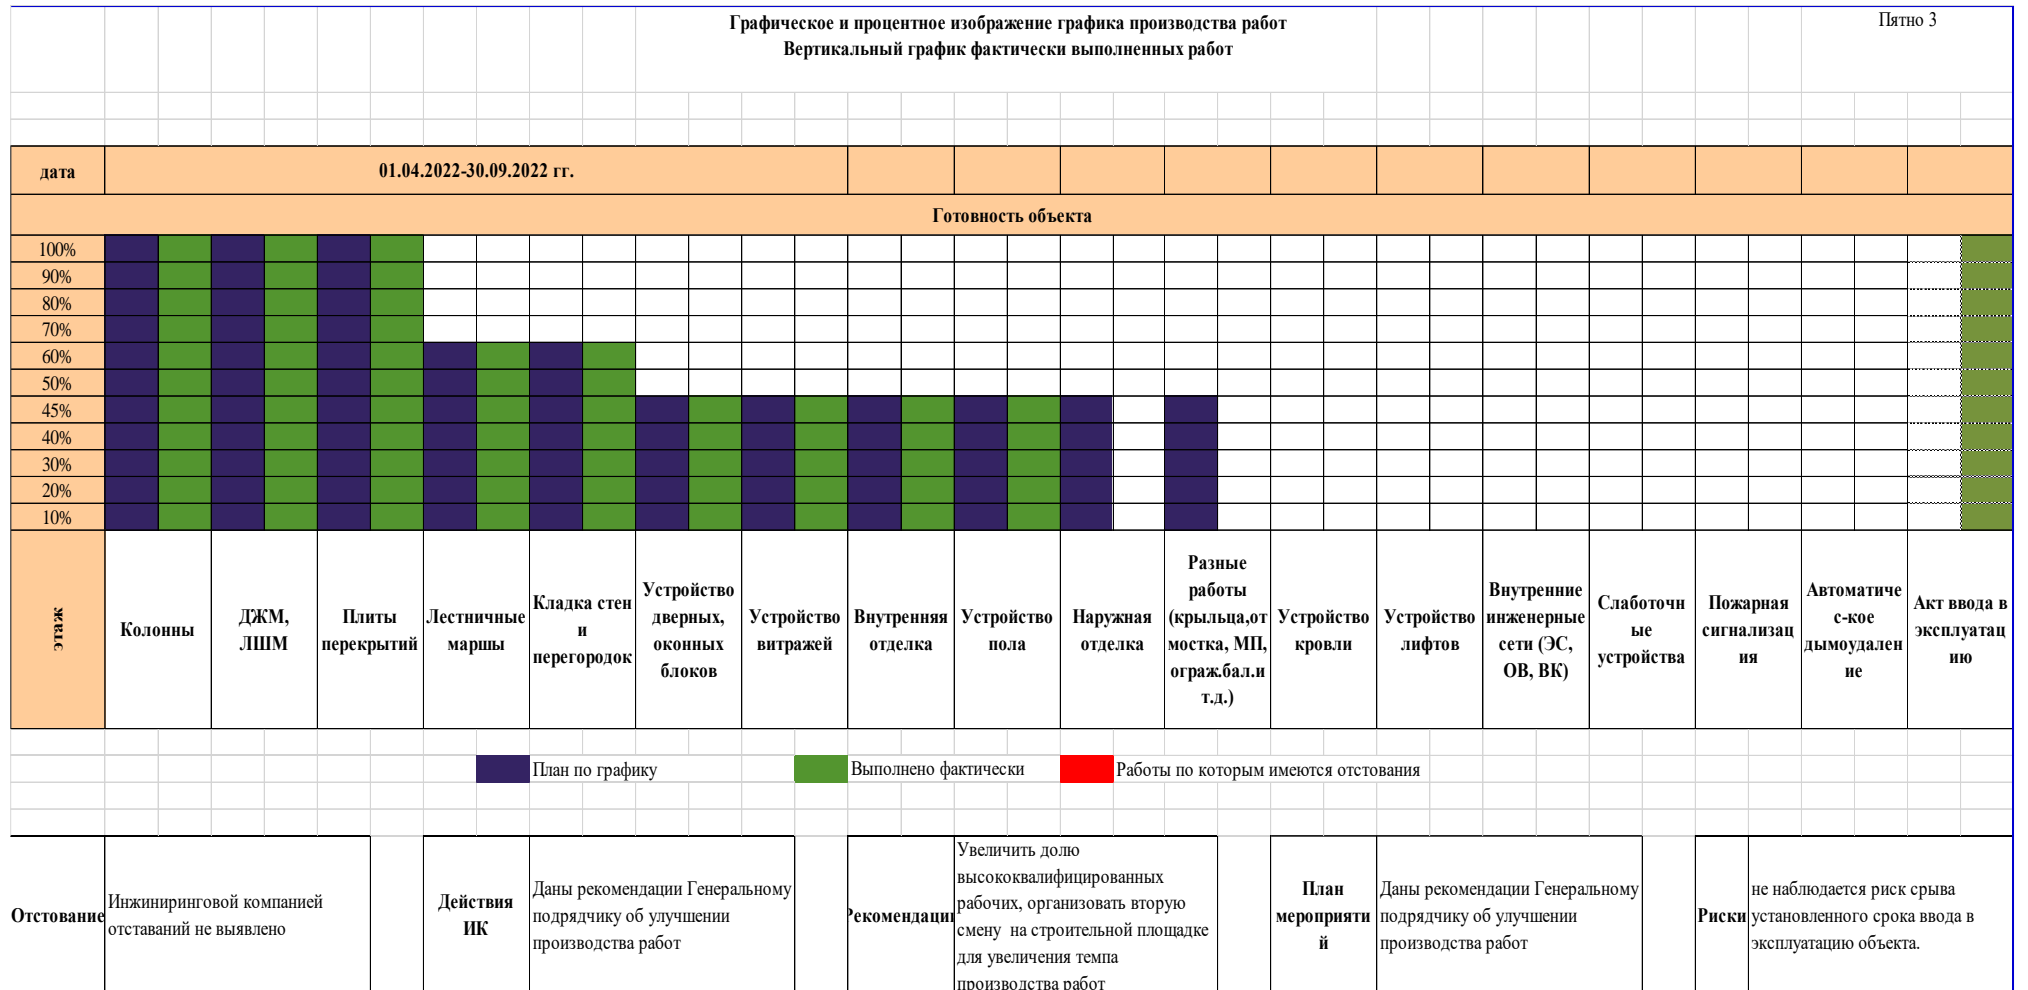 Графическое и процентное изображение графика производства работ
Вертикальный график фактически выполненных работ
Пятно 3
дата
01.04.2022-30.09.2022 гг.
Готовность объекта
100%
90%
80%
70%
60%
50%
45%
40%
30%
20%
10%
этаж
Колонны
ДЖМ,
ЛШМ
Плиты
перекрытий
Лестничные
марши
Кладка стен
и
перегородок
Устройство
дверных,
оконных
блоков
Устройство
витражей
Внутренняя
отделка
Устройство
пола
Наружная
отделка
Разные
работы
(крыльца,от
мостка, МП,
ограж.бал.и
т.д.)
Устройство
кровли
Устройство
лифтов
Внутренние
инженерные
сети (ЭС,
ОВ, ВК)
Слаботочн
ые
устройства
Пожарная
сигнализац
ия
Автоматиче
с-кое
дымоудален
ие
Акт ввода в
эксплуатац
ию
План по графику
Выполнено фактически
Работы по которым имеются отстования
Отстование
Инжиниринговой компанией
отставаний не выявлено
Действия
ИК
Даны рекомендации Генеральному
подрядчику об улучшении
производства работ
Рекомендации
Увеличить долю
высококвалифицированных
рабочих, организовать вторую
смену на строительной площадке
для увеличения темпа
производства работ
План
мероприяти
й
Даны рекомендации Генеральному
подрядчику об улучшении
производства работ
Риски
не наблюдается риск срыва
установленного срока ввода в
эксплуатацию объекта.